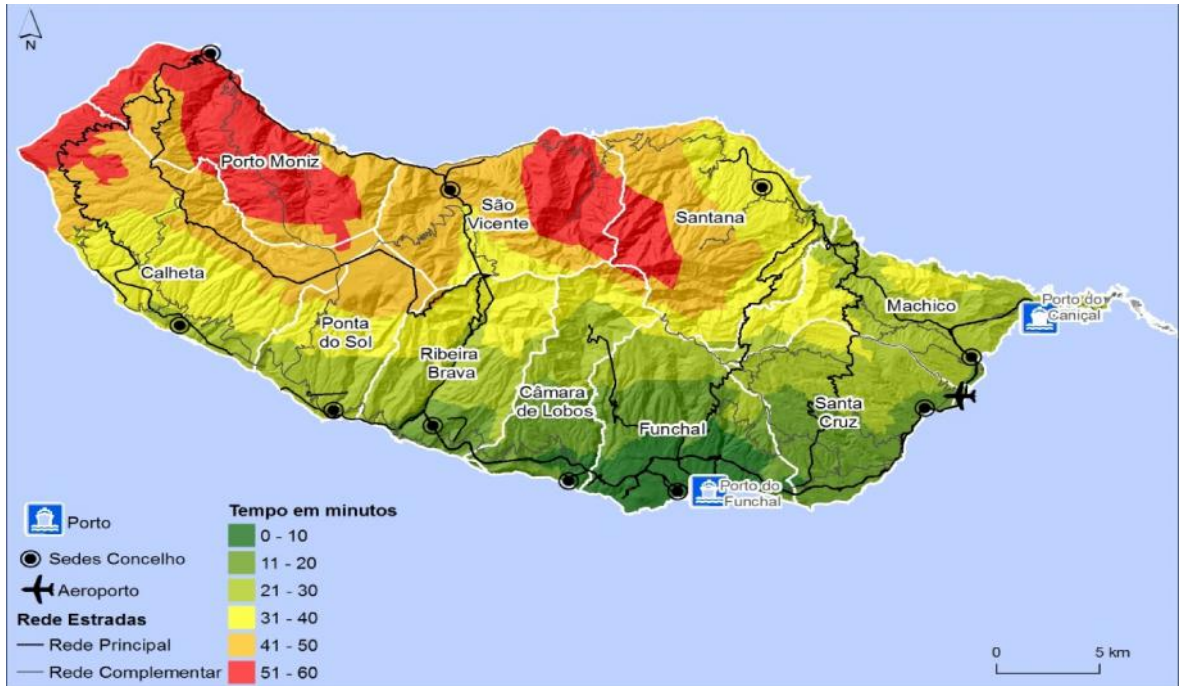 N
Porto Moniz
São
Vicente
Santana
Calheta
Machico
Porto do
Caniçal
Ponta
do Sol
Ribeira
Brava
Câmara
de Lobos
Funchal
Santa
Cruz
Porto do
Funchal
Porto
Sedes Concelho
Aeroporto
Rede Estradas
Rede Principal
Rede Complementar
Tempo em minutos
0 - 10
11 - 20
21 - 30
31 - 40
41 - 50
51 - 60
0 5 km